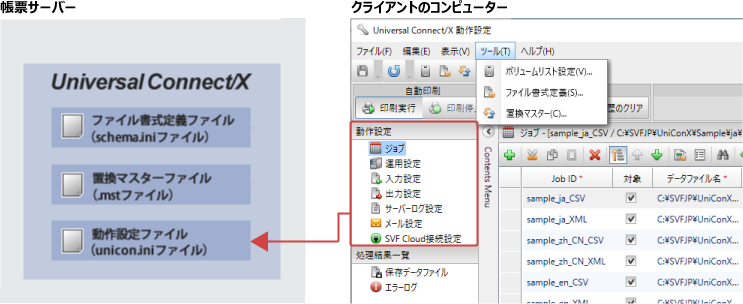 帳票サーバー
Universal Connect/X
ファイル書式定義ファイル
(schema.iniファイル)
置換マスターファイル
(.mstファイル)
動作設定ファイル
(unicon.iniファイル)
クライアントのコンピューター
Universal Connect/X 動作設定
ファイル(F) 編集(E) 表示(V) ツール(T) ヘルプ(H)
ボリュームリスト設定(V)...
ファイル書式定義(S)...
置換マスター(C)...
自動印刷
印刷実行 印刷停 歴のクリア
動作設定
ジョブ
運用設定
入力設定
出力設定
サーバーログ設定
メール設定
SVF Cloud接続設定
処理結果一覧
保存データファイル
エラーログ
Contents Menu
ジョブ - [sample_ja_CSV / C:¥SVFJP¥UniConX¥Sample¥ja¥
Job ID * 対象 データファイル名 *
sample_ja_CSV C:¥SVFJP¥UniConX...
sample_ja_XML C:¥SVFJP¥UniConX...
sample_zh_CN_CSV C:¥SVFJP¥UniConX...
sample_zh_CN_XML C:¥SVFJP¥UniConX...
sample_en_CSV C:¥SVFJP¥UniConX...
sample_en_XML C:¥SVFJP¥UniConX...